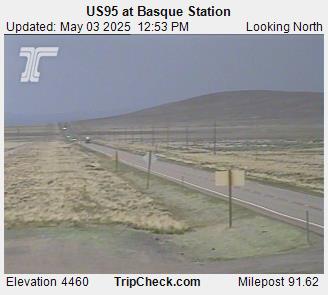 US95 at Basque Station
Updated: May 03 2025 12:53 PM Looking North
Elevation 4460 TripCheck.com Milepost 91.62